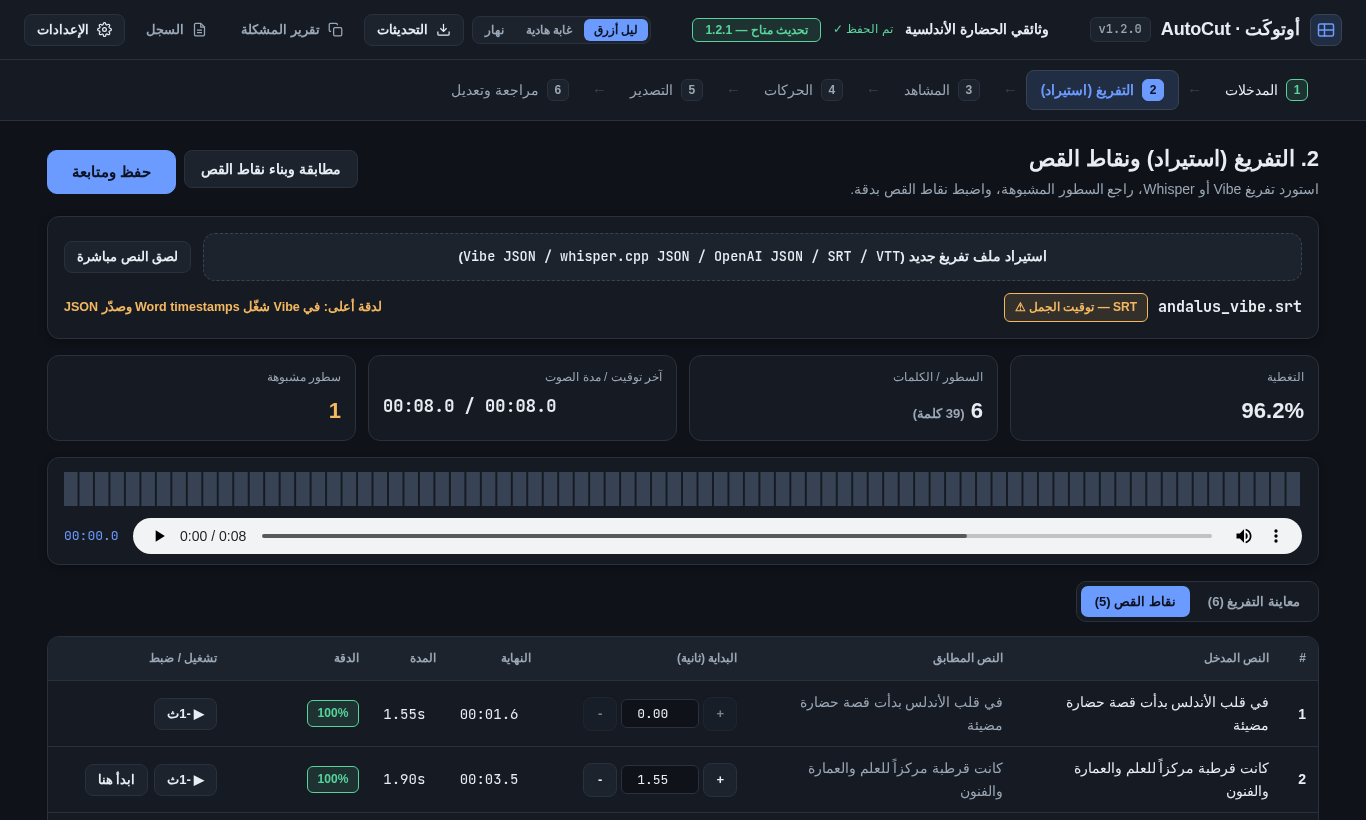 أوتوكَت · AutoCut v1.2.0
وثائقي الحضارة الأندلسية تم الحفظ ✓ تحديث متاح — 1.2.1
ليل أزرق غابة هادية نهار
التحديثات تقرير المشكلة السجل الإعدادات
1 المدخلات ← 2 التفريغ (استيراد) ← 3 المشاهد ← 4 الحركات ← 5 التصدير ← 6 مراجعة وتعديل
2. التفريغ (استيراد) ونقاط القص
استورد تفريغ Vibe أو Whisper، راجع السطور المشبوهة، واضبط نقاط القص بدقة.
مطابقة وبناء نقاط القص حفظ ومتابعة
استيراد ملف تفريغ جديد (Vibe JSON / whisper.cpp JSON / OpenAI JSON / SRT / VTT)
لصق النص مباشرة
andalus_vibe.srt SRT — توقيت الجمل ⚠
لدقة أعلى: في Vibe شغّل Word timestamps وصدّر JSON
التغطية
96.2%
السطور / الكلمات
6 (39 كلمة)
آخر توقيت / مدة الصوت
00:08.0 / 00:08.0
سطور مشبوهة
1
00:00.0 0:00 / 0:08
معاينة التفريغ (6) نقاط القص (5)
# النص المدخل النص المطابق البداية (ثانية) النهاية المدة الدقة تشغيل / ضبط
1 في قلب الأندلس بدأت قصة حضارة مضيئة في قلب الأندلس بدأت قصة حضارة مضيئة + 0.00 - 00:01.6 1.55s 100% ▶ -1ث
2 كانت قرطبة مركزاً للعلم والعمارة والفنون كانت قرطبة مركزاً للعلم والعمارة والفنون + 1.55 - 00:03.5 1.90s 100% ▶ -1ث ابدأ هنا